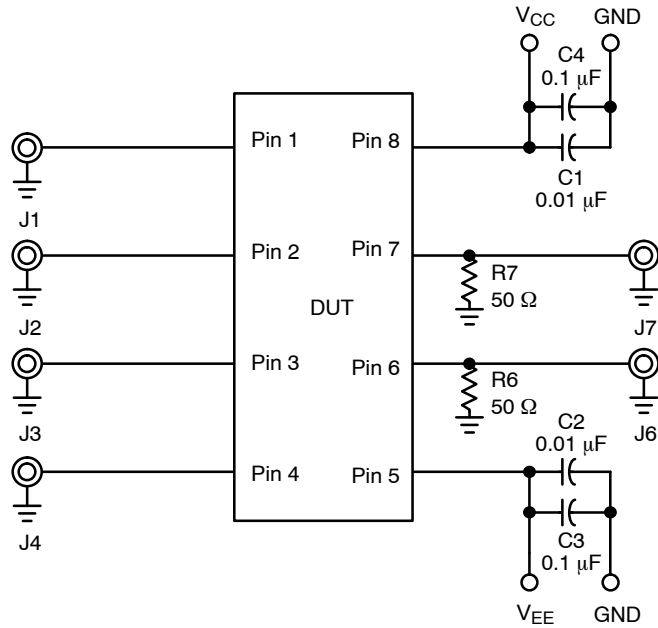 V_CC GND
C4
0.1 μF
C1
0.01 μF
Pin 1 Pin 8
J1
Pin 2 Pin 7
R7
50 Ω
J2
J7
DUT
Pin 3 Pin 6
R6
50 Ω
J3
J6
C2
0.01 μF
Pin 4 Pin 5
J4
C3
0.1 μF
V_EE GND